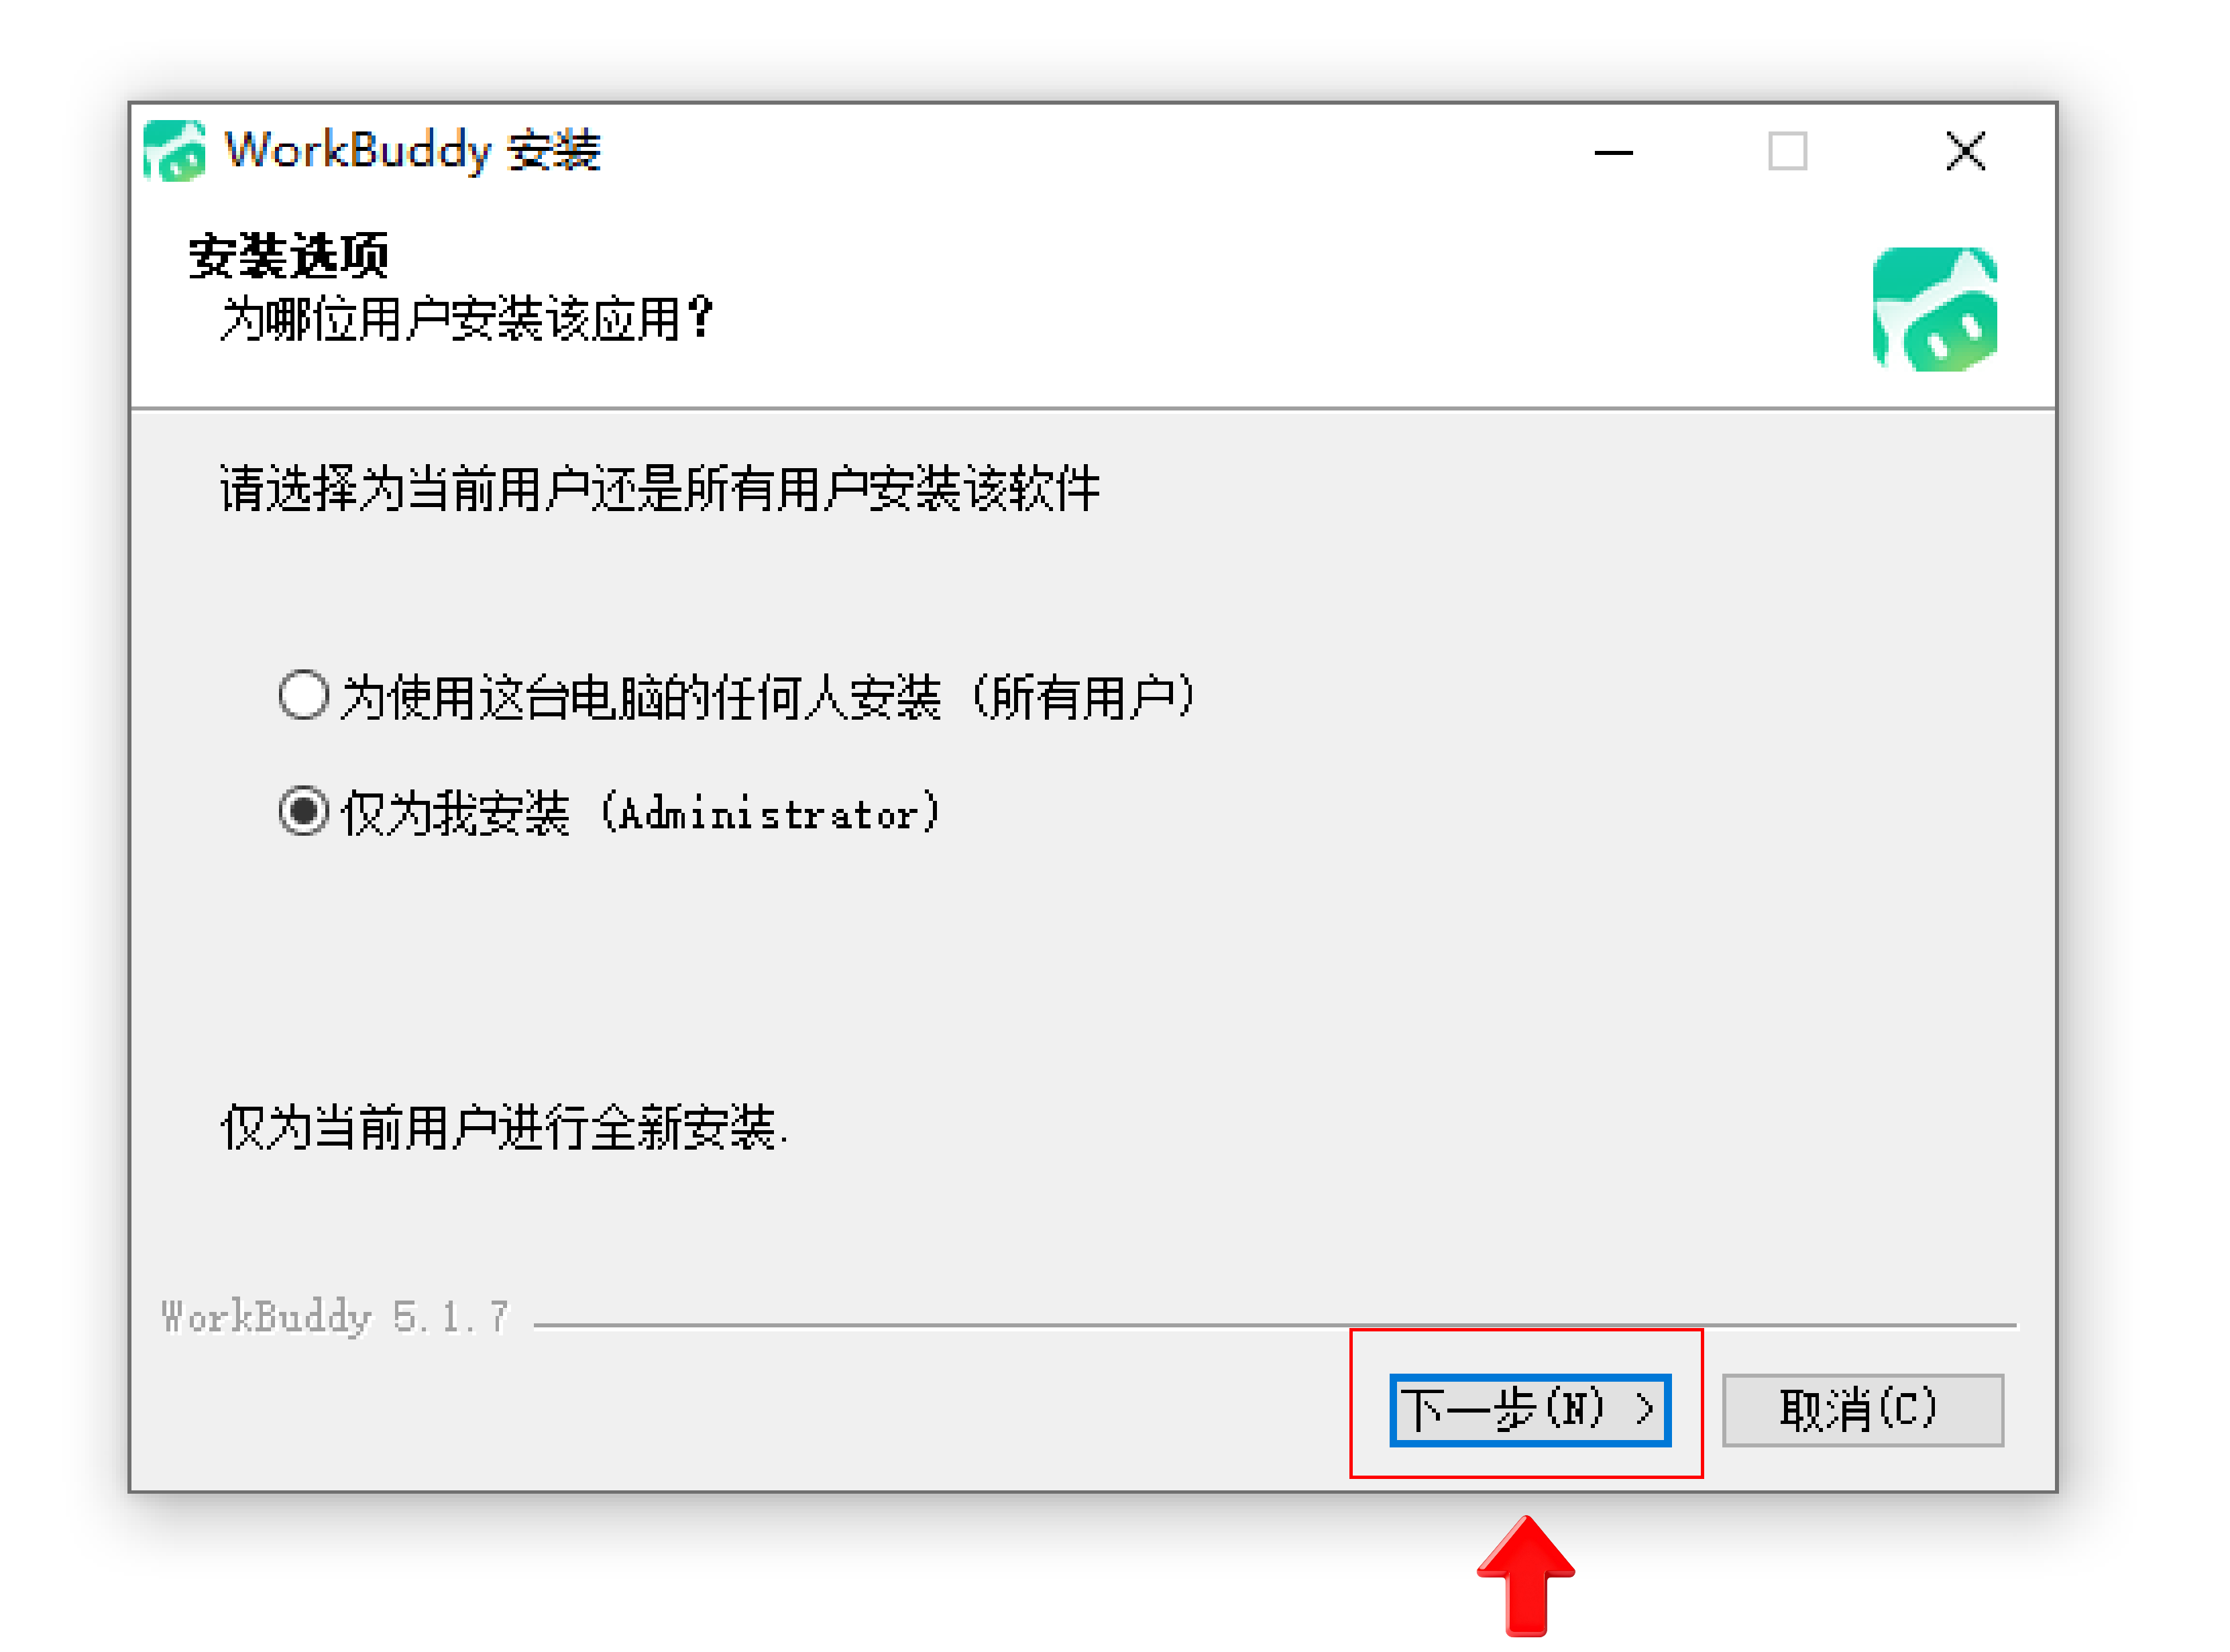 WorkBuddy 安装
安装选项
为哪位用户安装该应用？
请选择为当前用户还是所有用户安装该软件
为使用这台电脑的任何人安装 (所有用户)
仅为我安装 (Administrator)
仅为当前用户进行全新安装.
WorkBuddy 5.1.7
下一步(N) >
取消(C)